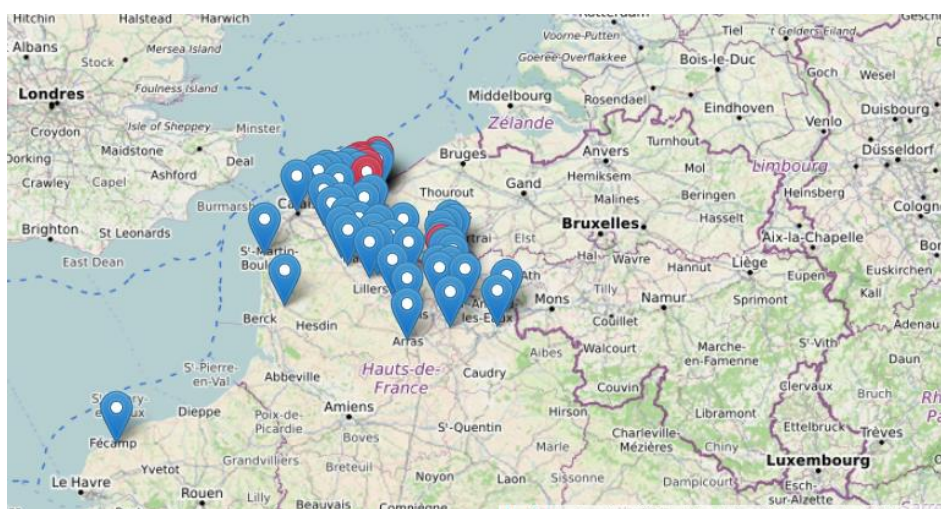 Hitchin
Halstead
Harwich
Rotterdam
Tiel
't Gelders Eiland
St Albans
Mersea Island
Voorne-Putten
Stock
Goeree-Overflakkee
Bois-le-Duc
Goch
Wesel
Londres
Foulness Island
Middelbourg
Rosendael
Eindhoven
Duisbourg
Croydon
Isle of Sheppey
Minster
Zélande
Venlo
Dorking
Maidstone
Deal
Bruges
Anvers
Turnhout
Düsseldorf
Crawley
Capel
Ashford
Thourout
Gand
Hemiksem
Mol
Limbourg
Malines
Beringen
Heinsberg
Brighton
St Leonards
Bruxelles
Hasselt
Cologne
East Dean
Elst
Aix-la-Chapelle
Hal
Wavre
Hannut
Liège
Eupen
Euskirchen
Lillers
Ath
Tilly
Kall
Berck
Hesdin
Mons
Namur
Sprimont
Arras
Couillet
Adenau
St-Pierre-
en-Val
Abbeville
Hauts-de-
France
Caudry
Aibes
Walcourt
Marche-
en-Famenne
St-Vith
Daun
Dieppe
Poix-de-
Picardie
Amiens
Hirson
Couvin
Clervaux
Bruch
Fécamp
Boves
St-Quentin
Libramont
Ettelbruck
Trèves
Yvetot
Grandvilliers
Marle
Charleville-
Mézières
Chiny
Le Havre
Breteuil
Noyon
Laon
Sissonne
Dampicourt
Luxembourg
Rouen
Lilly
Beauvais
Compiègne
Esch-
sur-Alzette